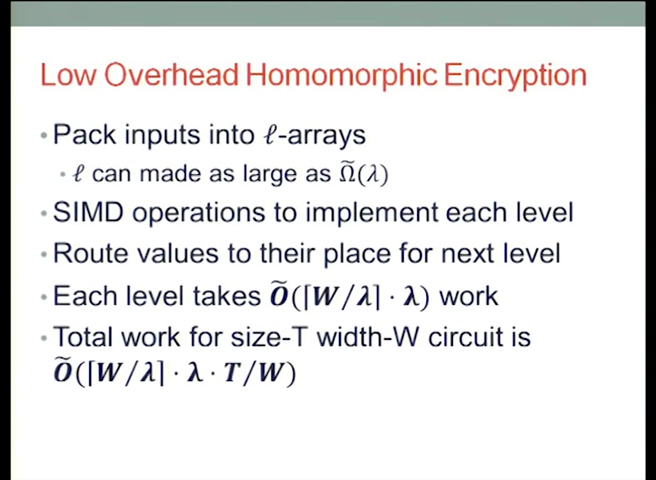 Low Overhead Homomorphic Encryption
• Pack inputs into ℓ-arrays
• ℓ can made as large as Ω̃(λ)
• SIMD operations to implement each level
• Route values to their place for next level
• Each level takes Õ(⌈W/λ⌉ · λ) work
• Total work for size-T width-W circuit is
Õ(⌈W/λ⌉ · λ · T/W)